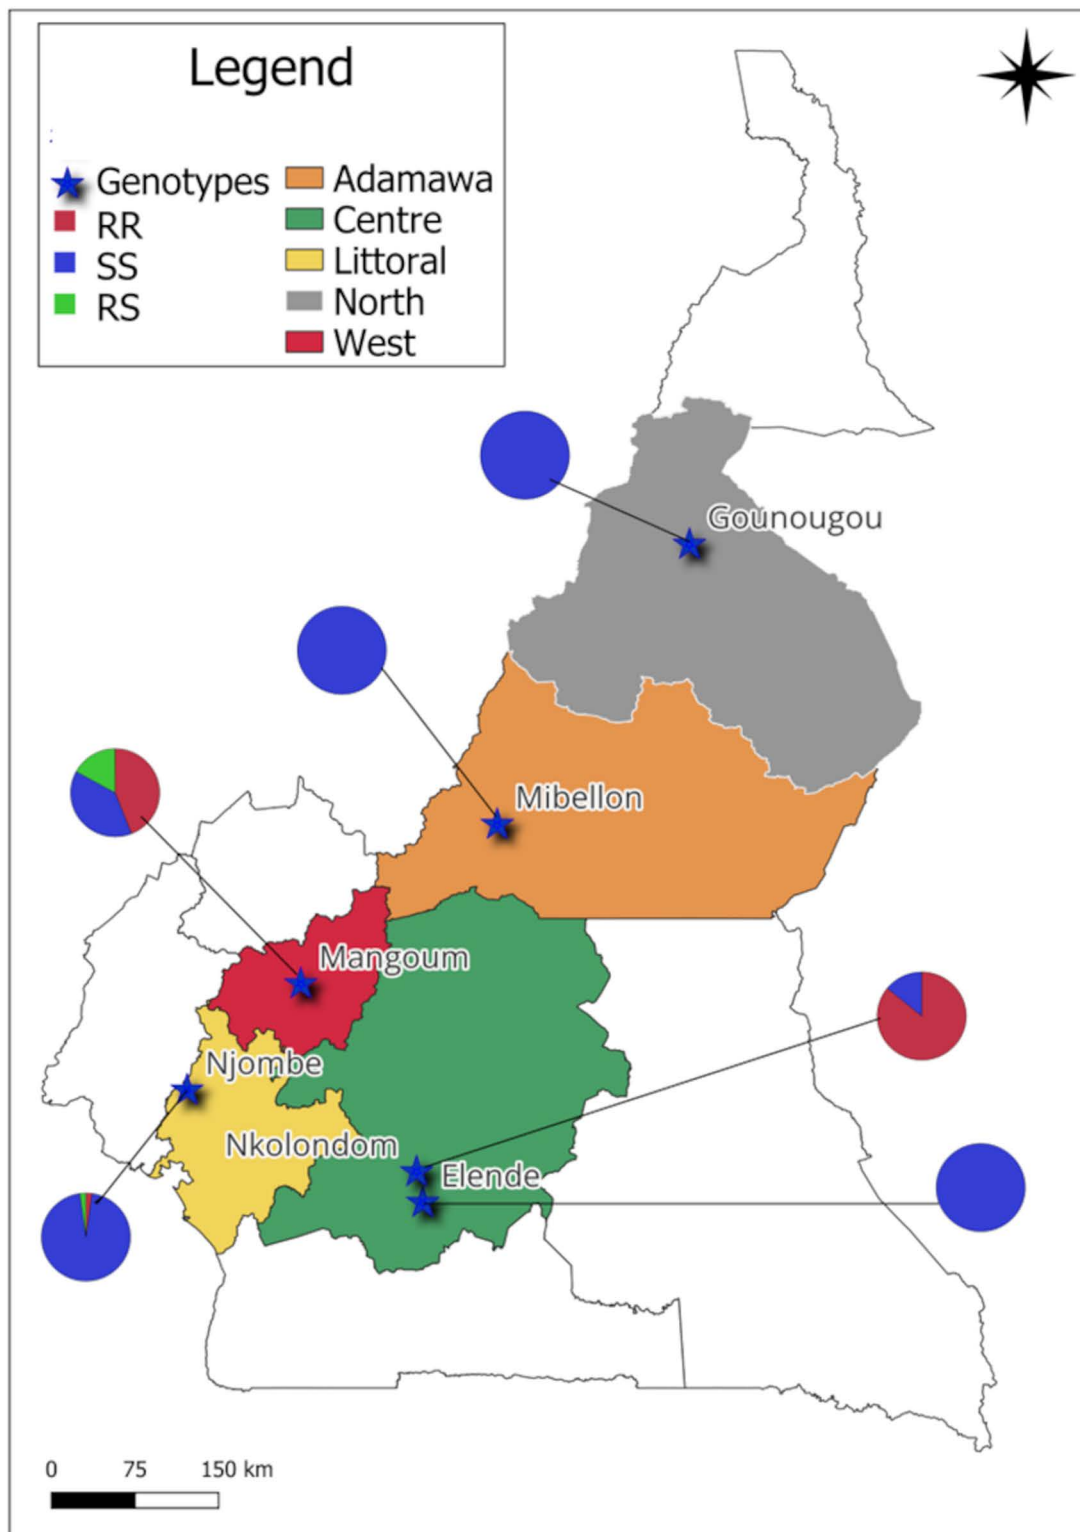 Legend
Genotypes
RR
SS
RS
Adamawa
Centre
Littoral
North
West
Gounougou
Mibellon
Mangoum
Njombe
Nkolondom
Elende
0 75 150 km